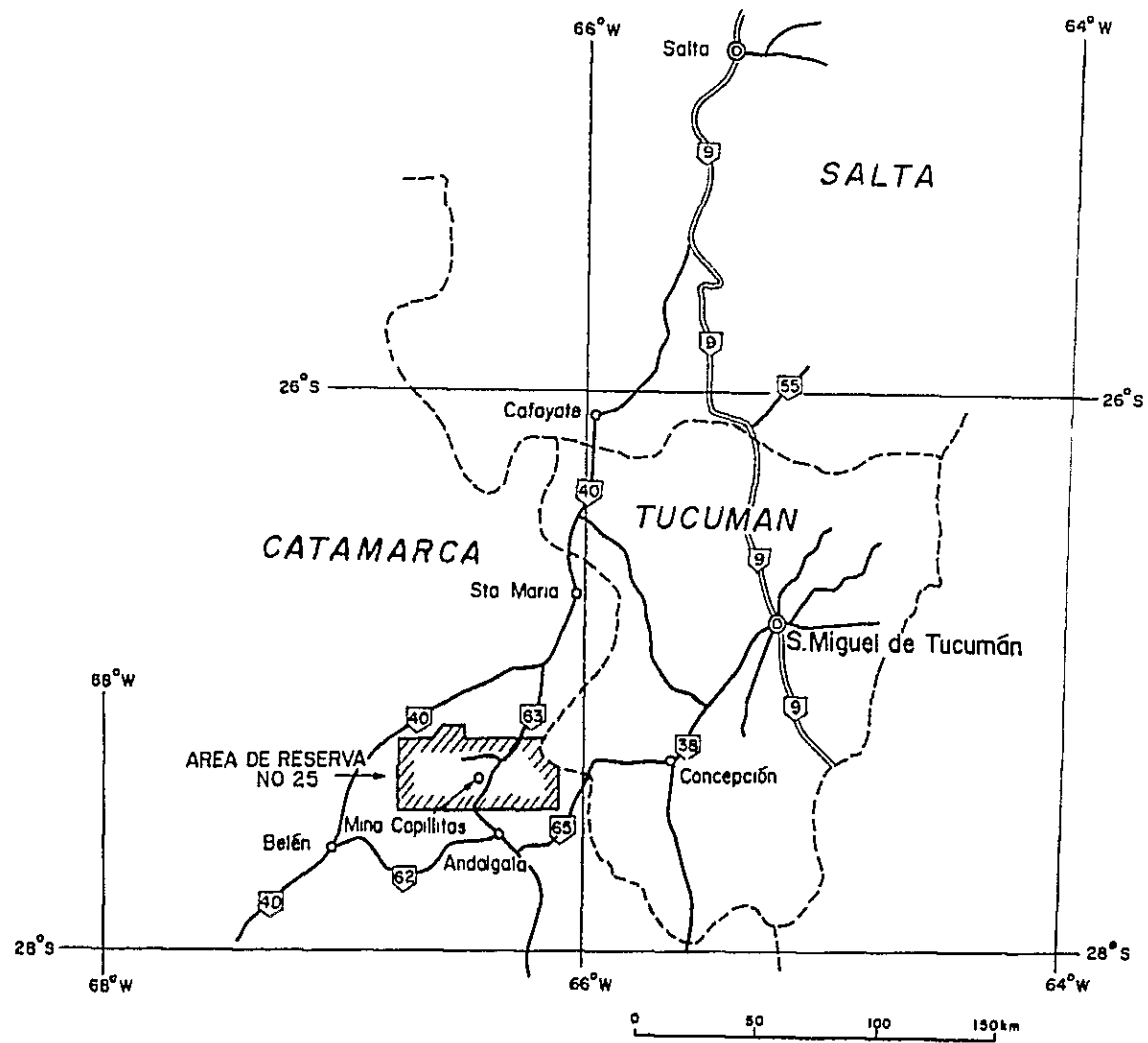 66°W
64°W
Salta
9
SALTA
9
55
26°S
26°S
Cafayate
40
TUCUMAN
CATAMARCA
9
Sta Maria
S. Miguel de Tucumán
68°W
40
63
9
AREA DE RESERVA
NO 25
38
Concepción
Mina Capillitas
65
Belén
Andalgala
62
40
28°S
28°S
68°W
66°W
64°W
0 50 100 150km